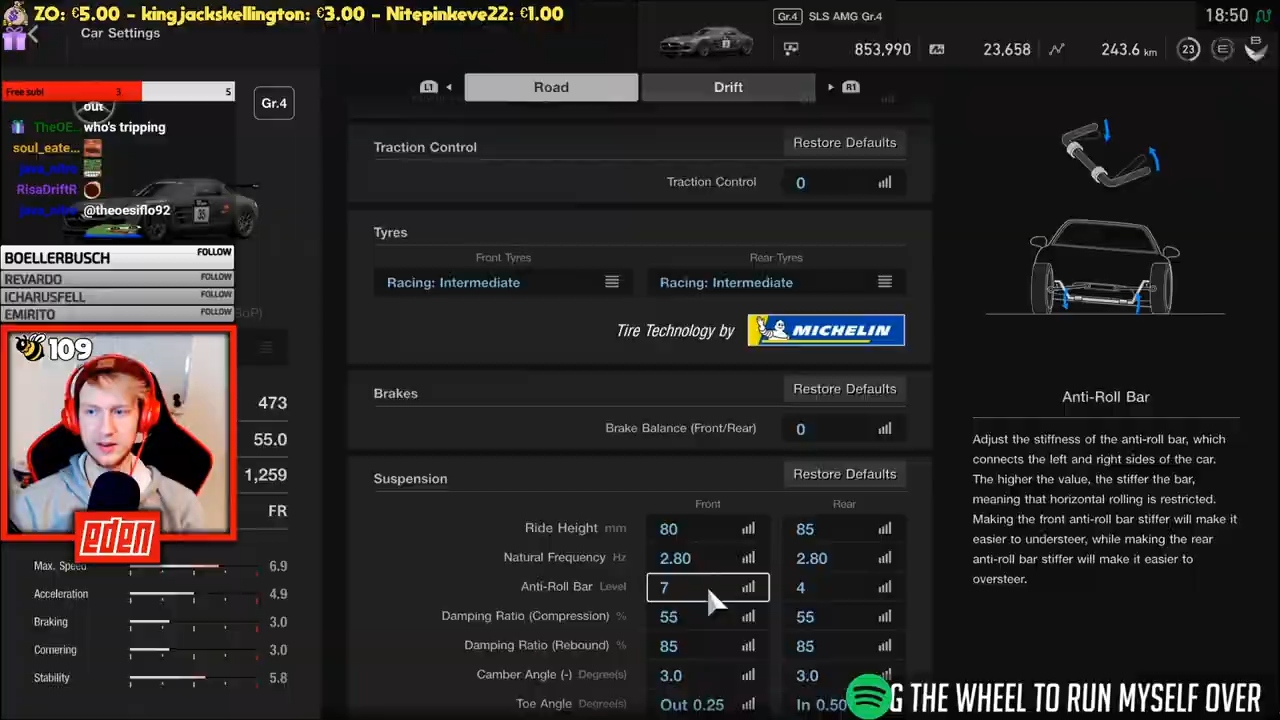 ZO: €5.00 - kingjackskellington: €3.00 - Nitepinkeve22: €1.00
Car Settings
Gr.4 SLS AMG Gr.4
18:50
853,990
23,658
243.6 km
23
E
B
Free sub! 3 5
out
TheOE... who's tripping
soul_eate...
java_nitro
RisaDriftR
java_nitro @theoesiflo92
Gr.4
35
BOELLERBUSCH FOLLOW
REVARDO FOLLOW
ICHARUSFELL FOLLOW
EMIRITO FOLLOW
BoP)
109
eden
473
55.0
1,259
FR
Max. Speed 6.9
Acceleration 4.9
Braking 3.0
Cornering 3.0
Stability 5.8
L1 Road Drift R1
Traction Control Restore Defaults
Traction Control 0
Tyres
Front Tyres Rear Tyres
Racing: Intermediate Racing: Intermediate
Tire Technology by MICHELIN
Brakes Restore Defaults
Brake Balance (Front/Rear) 0
Suspension Restore Defaults
Front Rear
Ride Height mm 80 85
Natural Frequency Hz 2.80 2.80
Anti-Roll Bar Level 7 4
Damping Ratio (Compression) % 55 55
Damping Ratio (Rebound) % 85 85
Camber Angle (-) Degree(s) 3.0 3.0
Toe Angle Degree(s) Out 0.25 In 0.50
Anti-Roll Bar
Adjust the stiffness of the anti-roll bar, which
connects the left and right sides of the car.
The higher the value, the stiffer the bar,
meaning that horizontal rolling is restricted.
Making the front anti-roll bar stiffer will make it
easier to understeer, while making the rear
anti-roll bar stiffer will make it easier to
oversteer.
G THE WHEEL TO RUN MYSELF OVER